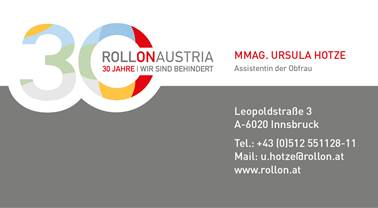 30
ROLLONAUSTRIA
30 JAHRE | WIR SIND BEHINDERT
MMAG. URSULA HOTZE
Assistentin der Obfrau
Leopoldstraße 3
A-6020 Innsbruck
Tel.: +43 (0)512 551128-11
Mail: u.hotze@rollon.at
www.rollon.at